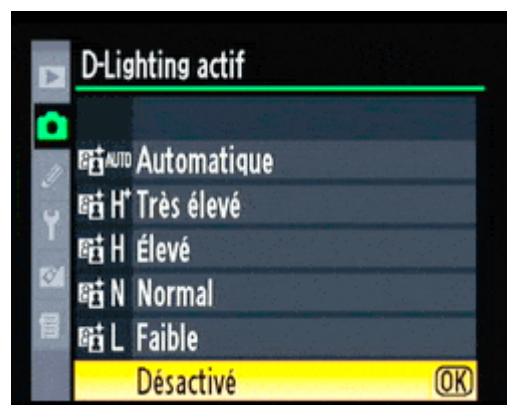 D-Lighting actif
AUTO Automatique
H+ Très élevé
H Élevé
N Normal
L Faible
Désactivé OK